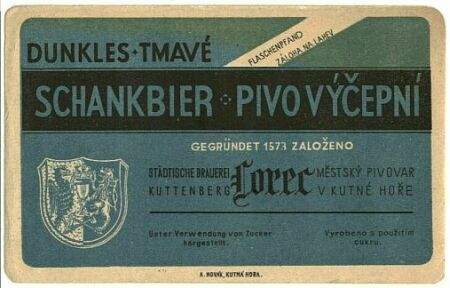 DUNKLES · TMAVÉ
FLASCHENPFAND
ZÁLOHA NA LAHEV
SCHANKBIER · PIVO VÝČEPNÍ
GEGRÜNDET 1573 ZALOŽENO
STÄDTISCHE BRAUEREI Lorec MĚSTSKÝ PIVOVAR
KUTTENBERG V KUTNÉ HOŘE
Unter Verwendung von Zucker
hergestellt.
Vyrobeno s použitím
cukru.
A. NOVÁK, KUTNÁ HORA.